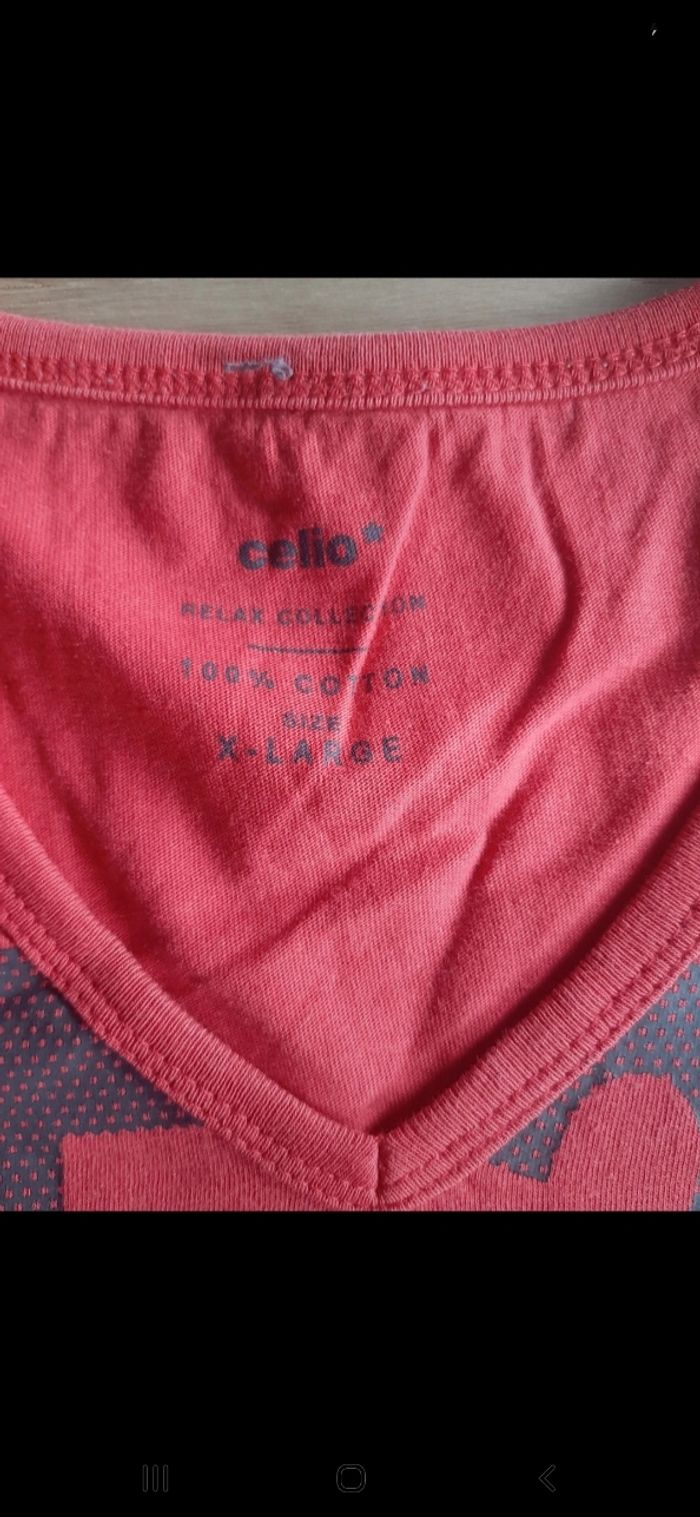 celio*
RELAX COLLECTION
100% COTTON
SIZE
X-LARGE